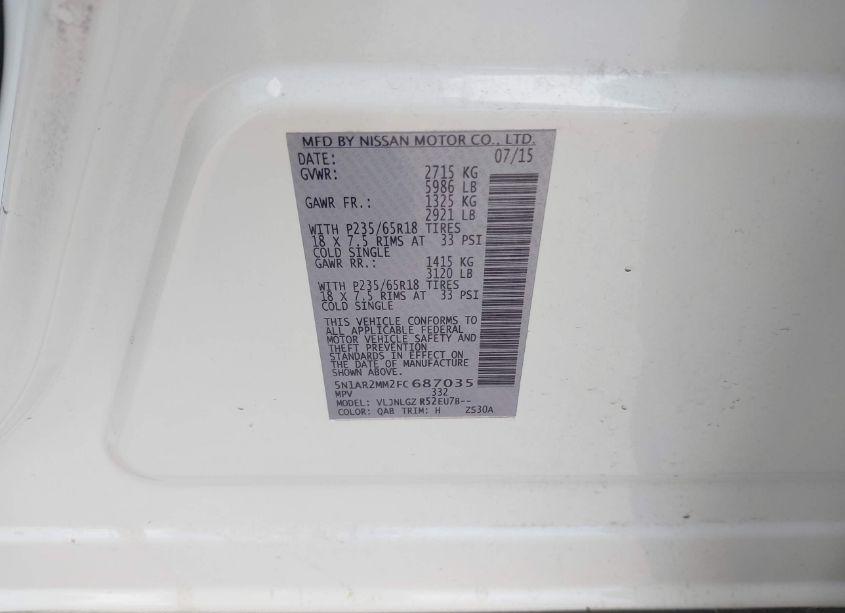 MFD BY NISSAN MOTOR CO., LTD.
DATE: 07/15
GVWR: 2715 KG
5986 LB
GAWR FR.: 1325 KG
2921 LB
WITH P235/65R18 TIRES
18 X 7.5 RIMS AT 33 PSI
COLD SINGLE
GAWR RR.: 1415 KG
3120 LB
WITH P235/65R18 TIRES
18 X 7.5 RIMS AT 33 PSI
COLD SINGLE
THIS VEHICLE CONFORMS TO
ALL APPLICABLE FEDERAL
MOTOR VEHICLE SAFETY AND
THEFT PREVENTION
STANDARDS IN EFFECT ON
THE DATE OF MANUFACTURE
SHOWN ABOVE.
5N1AR2MM2FC687035
MPV 332
MODEL: VLJNLGZ R52EU7B--
COLOR: QAB TRIM: H ZS30A